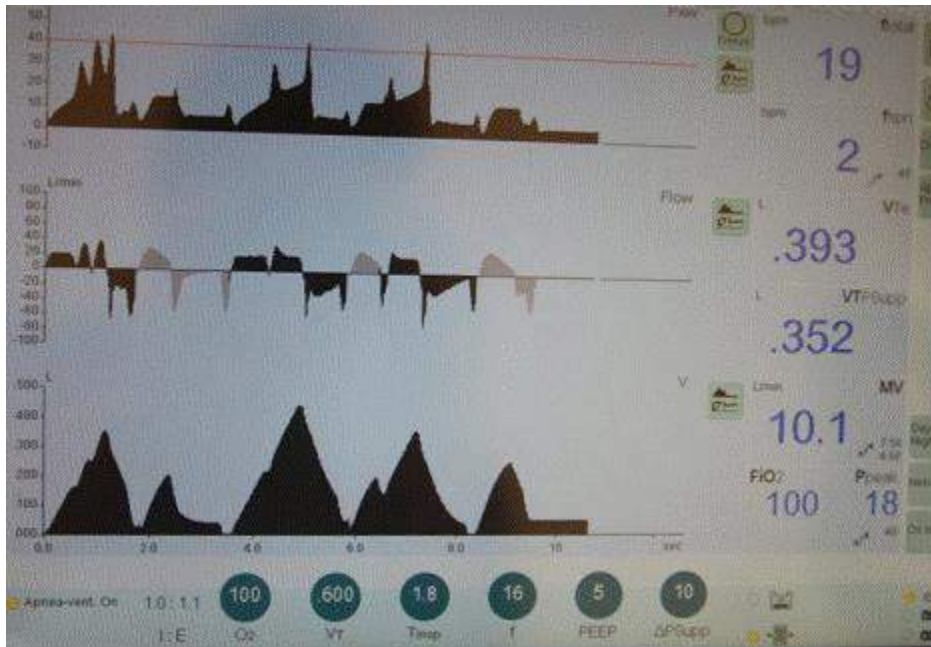 50
40
30
20
10
0
-10
Paw
bpm
ftotal
19
bpm
fspn
2
40
L/min
100
80
60
40
20
0
-20
-40
-60
-80
-100
Flow
L
VTe
.393
L
VTPSupp
.352
L
.500
.400
300
200
.100
000
V
L/min
MV
10.1
FiO2
100
Ppeak
18
40
0.0
2.0
4.0
6.0
8.0
10
sec
Apnea-vent. On
1.0 : 1.1
I : E
100
O2
.600
VT
1.8
Tinsp
16
f
5
PEEP
10
ΔPSupp